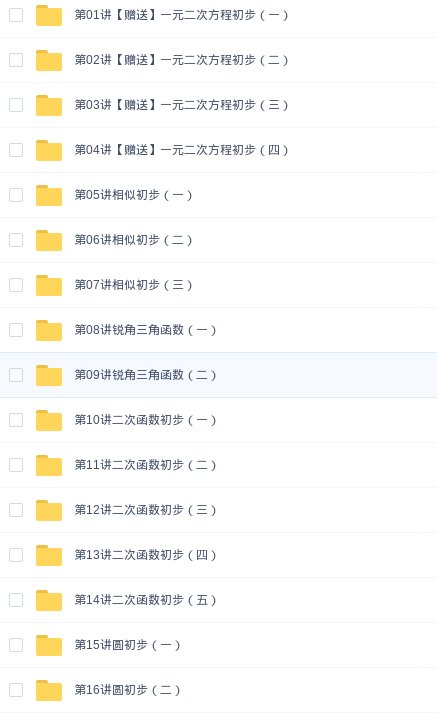 第01讲【赠送】一元二次方程初步（一）
第02讲【赠送】一元二次方程初步（二）
第03讲【赠送】一元二次方程初步（三）
第04讲【赠送】一元二次方程初步（四）
第05讲相似初步（一）
第06讲相似初步（二）
第07讲相似初步（三）
第08讲锐角三角函数（一）
第09讲锐角三角函数（二）
第10讲二次函数初步（一）
第11讲二次函数初步（二）
第12讲二次函数初步（三）
第13讲二次函数初步（四）
第14讲二次函数初步（五）
第15讲圆初步（一）
第16讲圆初步（二）